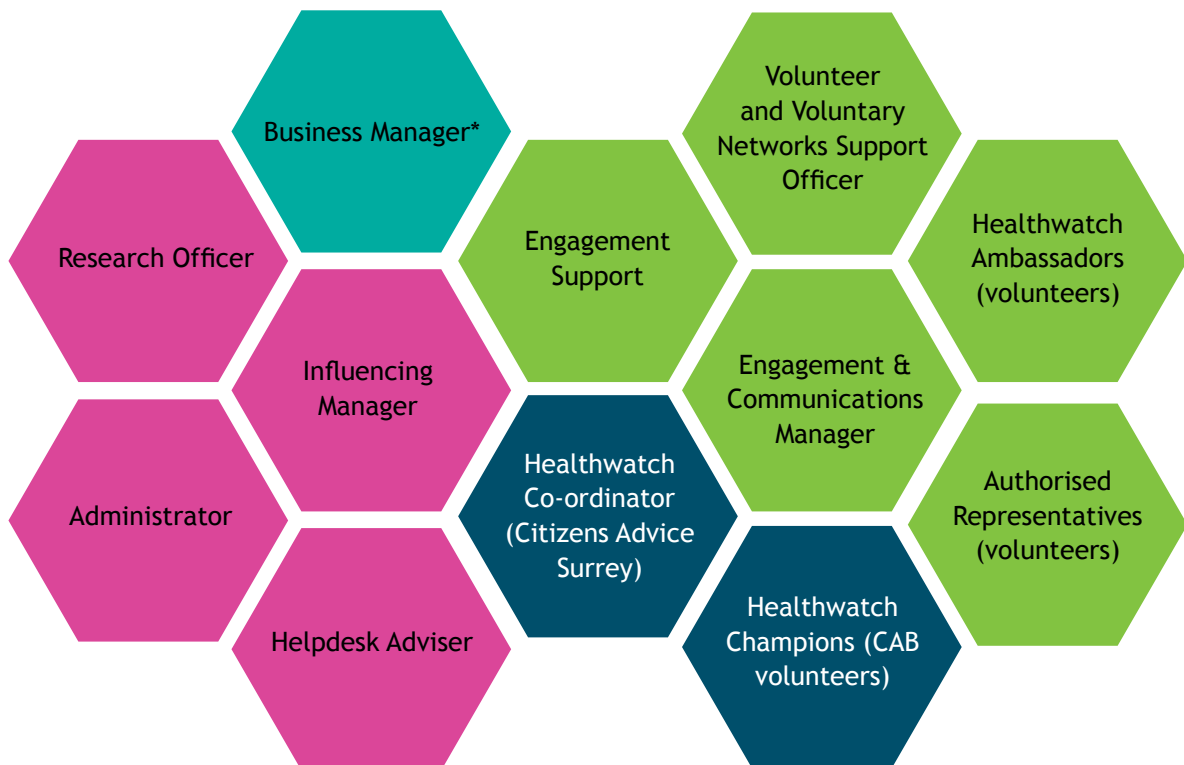 Business Manager*
Volunteer
and Voluntary
Networks Support
Officer
Research Officer
Engagement
Support
Healthwatch
Ambassadors
(volunteers)
Influencing
Manager
Engagement &
Communications
Manager
Administrator
Healthwatch
Co-ordinator
(Citizens Advice
Surrey)
Authorised
Representatives
(volunteers)
Helpdesk Adviser
Healthwatch
Champions (CAB
volunteers)